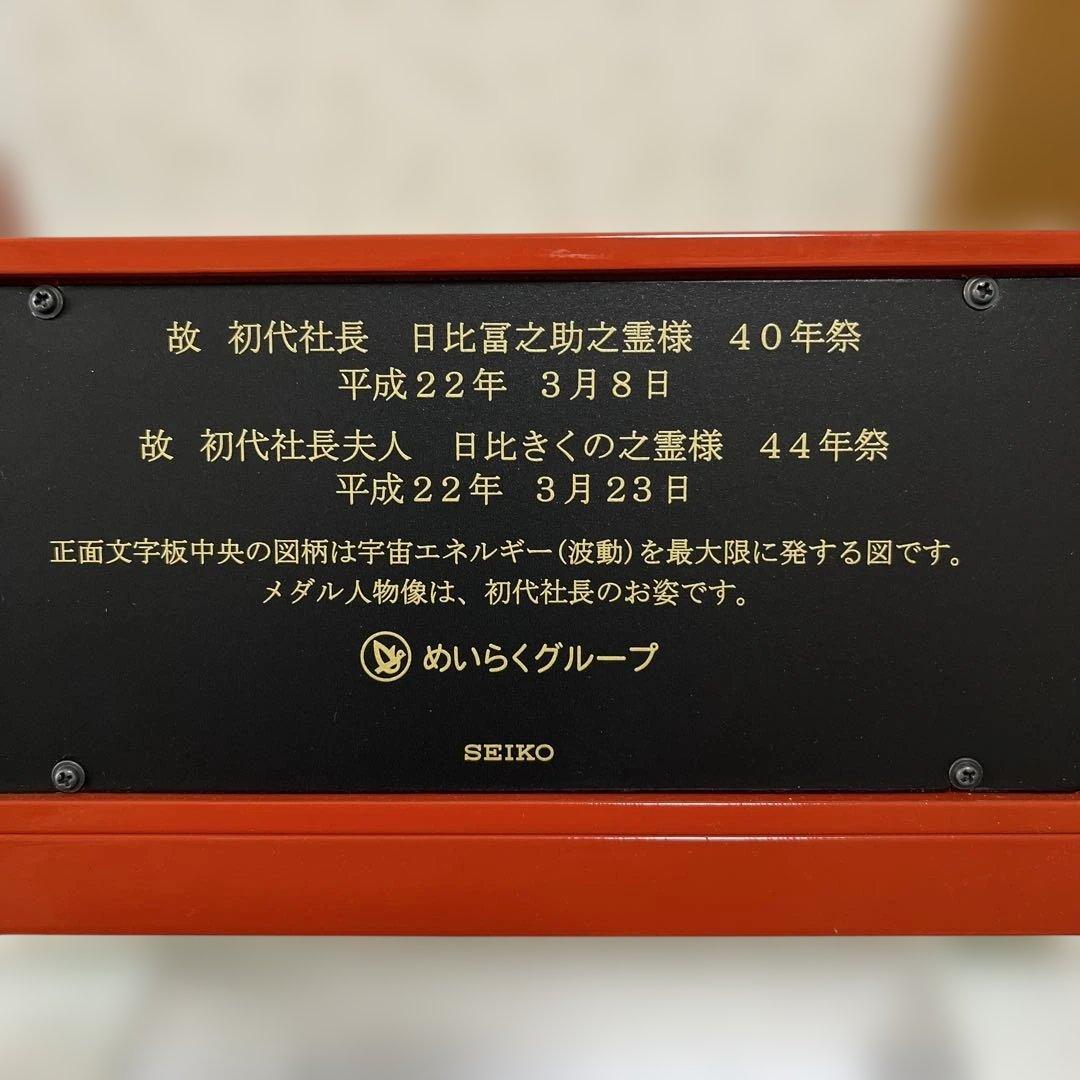 故 初代社長 日比冨之助之霊様 40年祭
平成22年 3月8日
故 初代社長夫人 日比きくの之霊様 44年祭
平成22年 3月23日
正面文字板中央の図柄は宇宙エネルギー(波動)を最大限に発する図です。
メダル人物像は、初代社長のお姿です。
めいらくグループ
SEIKO